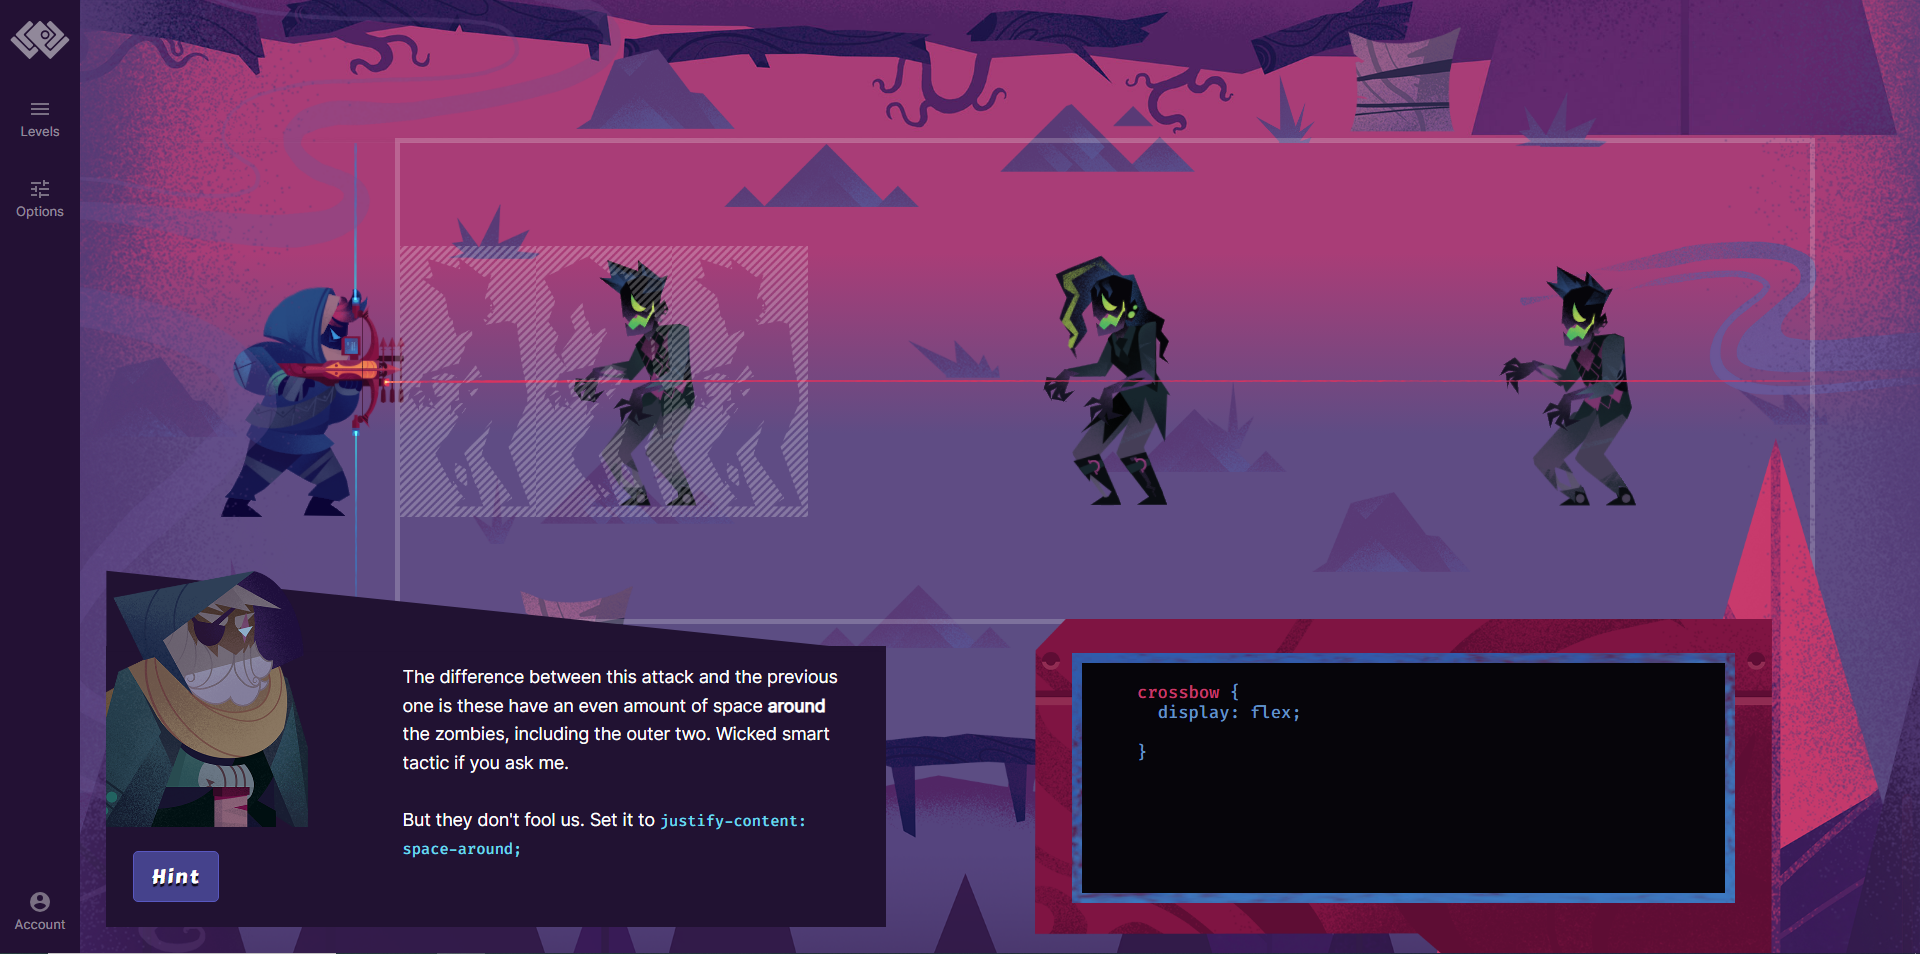 Levels
Options
The difference between this attack and the previous
one is these have an even amount of space around
the zombies, including the outer two. Wicked smart
tactic if you ask me.
But they don't fool us. Set it to justify-content:
space-around;
Hint
Account
crossbow {
display: flex;
}